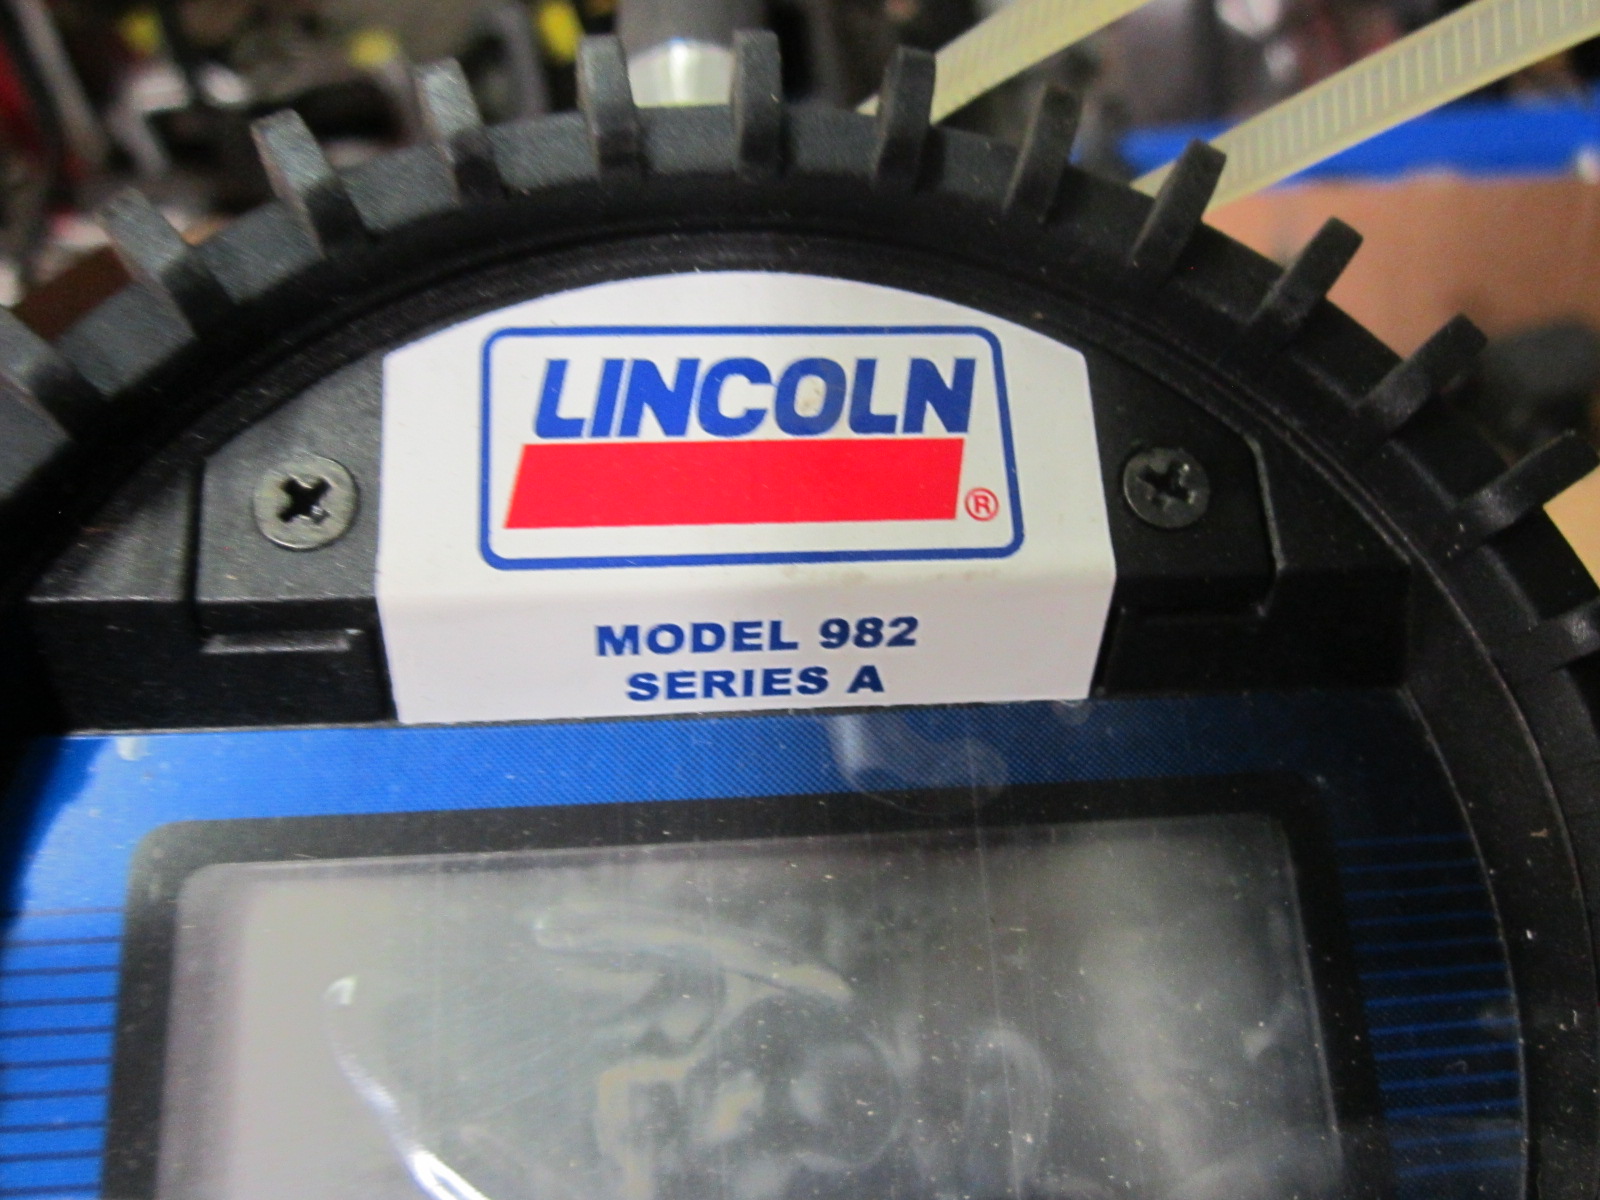 LINCOLN
®
MODEL 982
SERIES A